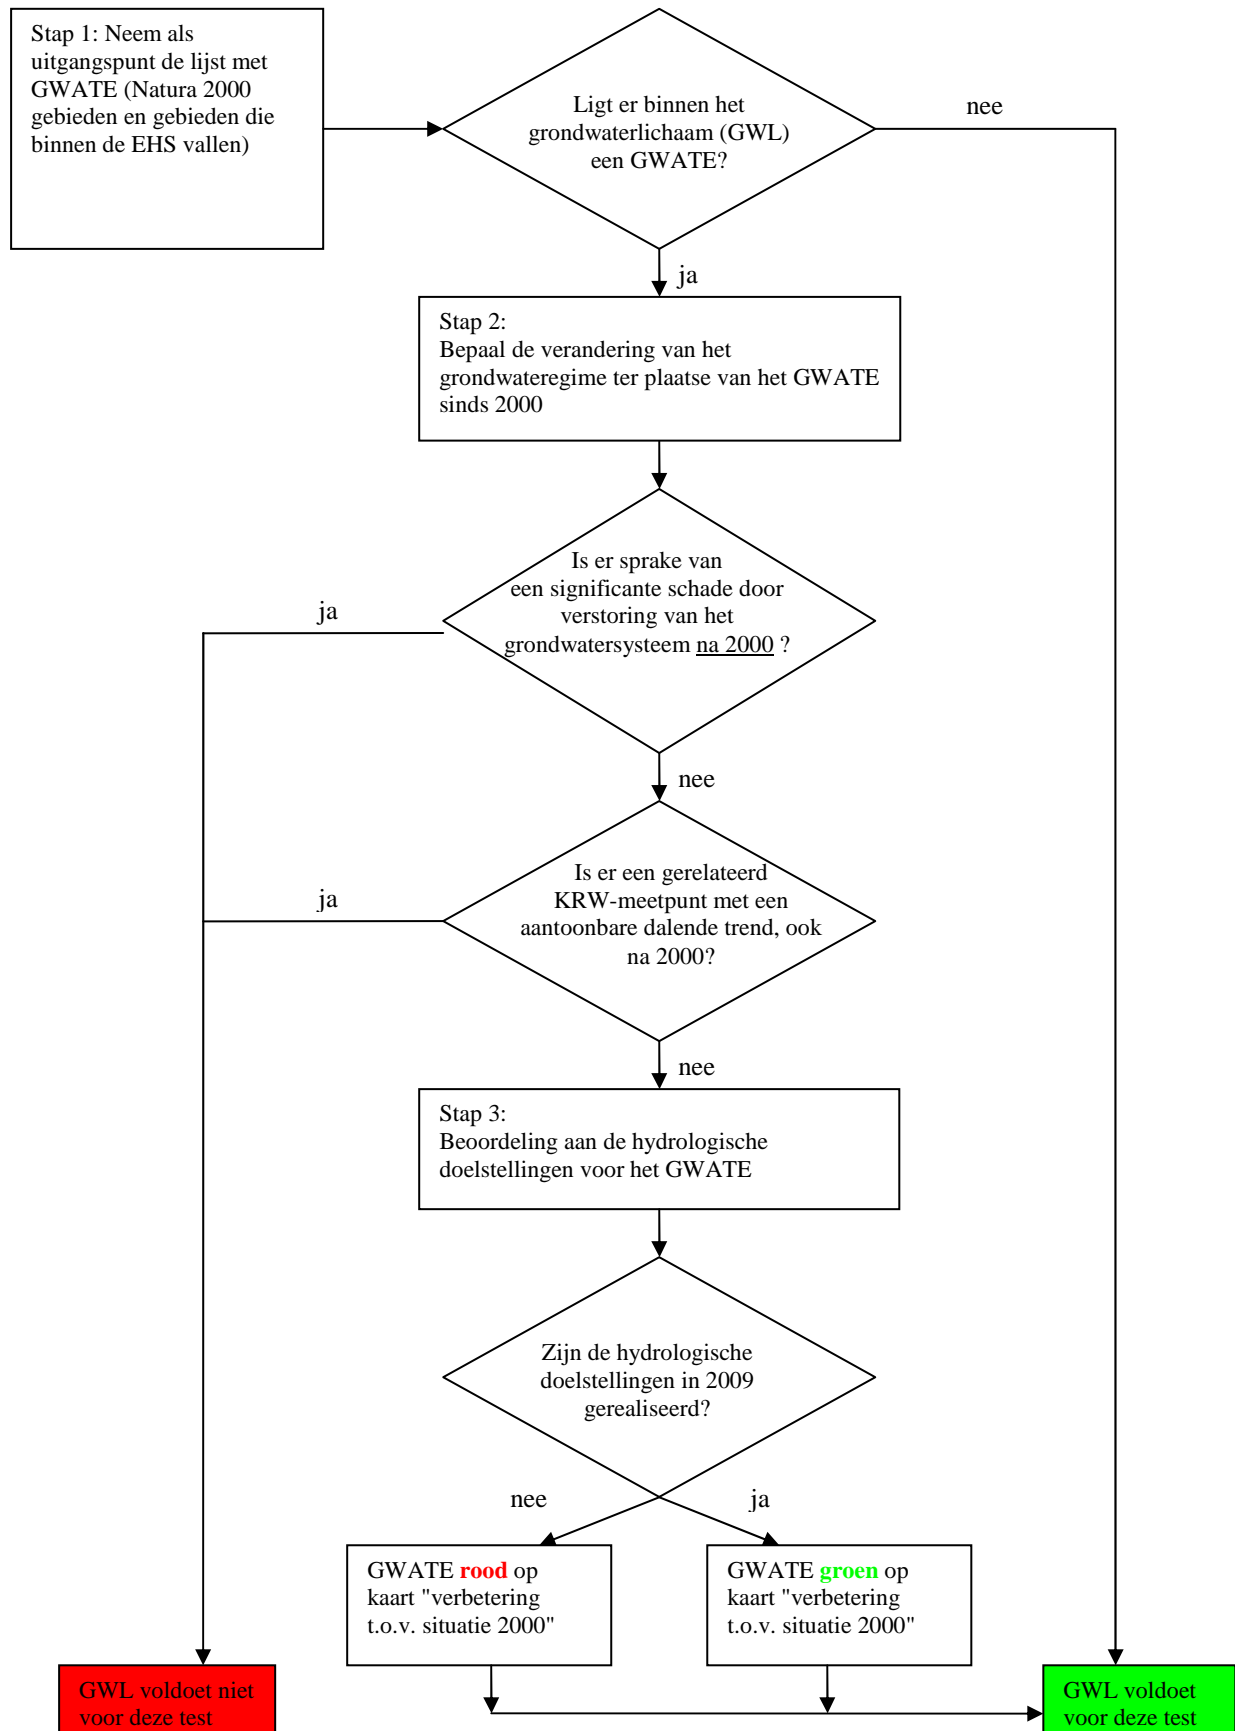 Stap 1: Neem als
uitgangspunt de lijst met
GWATE (Natura 2000
gebieden en gebieden die
binnen de EHS vallen)
Ligt er binnen het
grondwaterlichaam (GWL)
een GWATE?
nee
ja
Stap 2:
Bepaal de verandering van het
grondwateregime ter plaatse van het GWATE
sinds 2000
Is er sprake van
een significante schade door
verstoring van het
grondwatersysteem na 2000 ?
ja
nee
Is er een gerelateerd
KRW-meetpunt met een
aantoonbare dalende trend, ook
na 2000?
ja
nee
Stap 3:
Beoordeling aan de hydrologische
doelstellingen voor het GWATE
Zijn de hydrologische
doelstellingen in 2009
gerealiseerd?
nee
ja
GWATE rood op
kaart "verbetering
t.o.v. situatie 2000"
GWATE groen op
kaart "verbetering
t.o.v. situatie 2000"
GWL voldoet niet
voor deze test
GWL voldoet
voor deze test